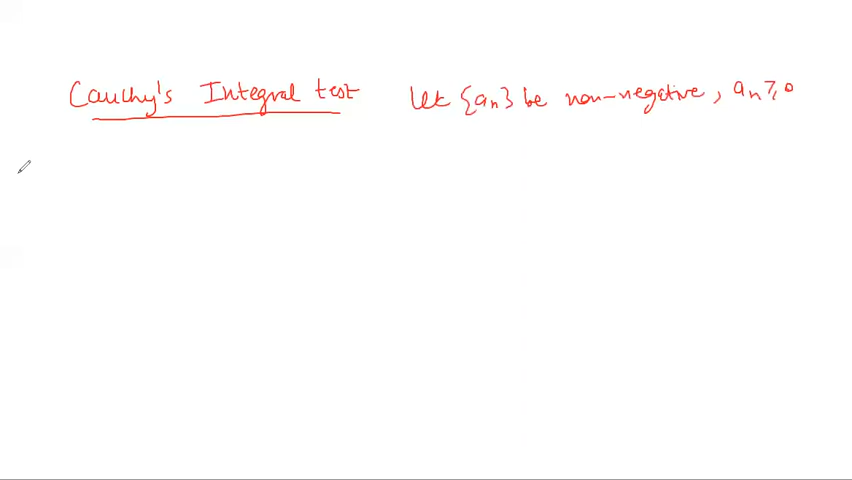 Cauchy's Integral test let {aₙ} be non-negative, aₙ ≥ 0